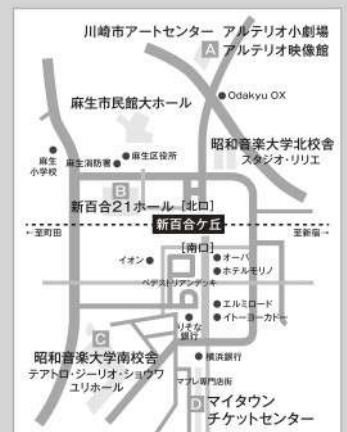 川崎市アートセンター アルテリオ小劇場
A アルテリオ映像館
Odakyu OX
麻生市民館大ホール
昭和音楽大学北校舎
スタジオ・リリエ
麻生
小学校
麻生消防署
麻生区役所
B
新百合21ホール [北口]
新百合ケ丘
←至町田
至新宿→
[南口]
イオン
オーパ
ホテルモリノ
ペデストリアンデッキ
エルミロード
イトーヨーカドー
りそな
銀行
C
昭和音楽大学南校舎
テアトロ・ジーリオ・ショウワ
ユリホール
横浜銀行
マプレ専門店街
D マイタウン
チケットセンター